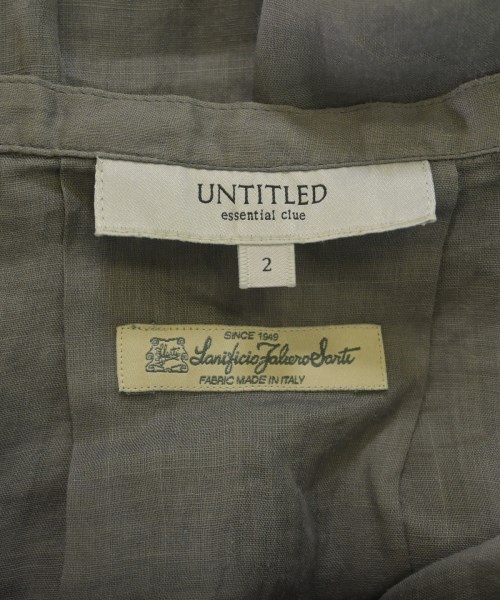 UNTITLED
essential clue
2
SINCE 1949
Lanificio Faliero Sarti
FABRIC MADE IN ITALY